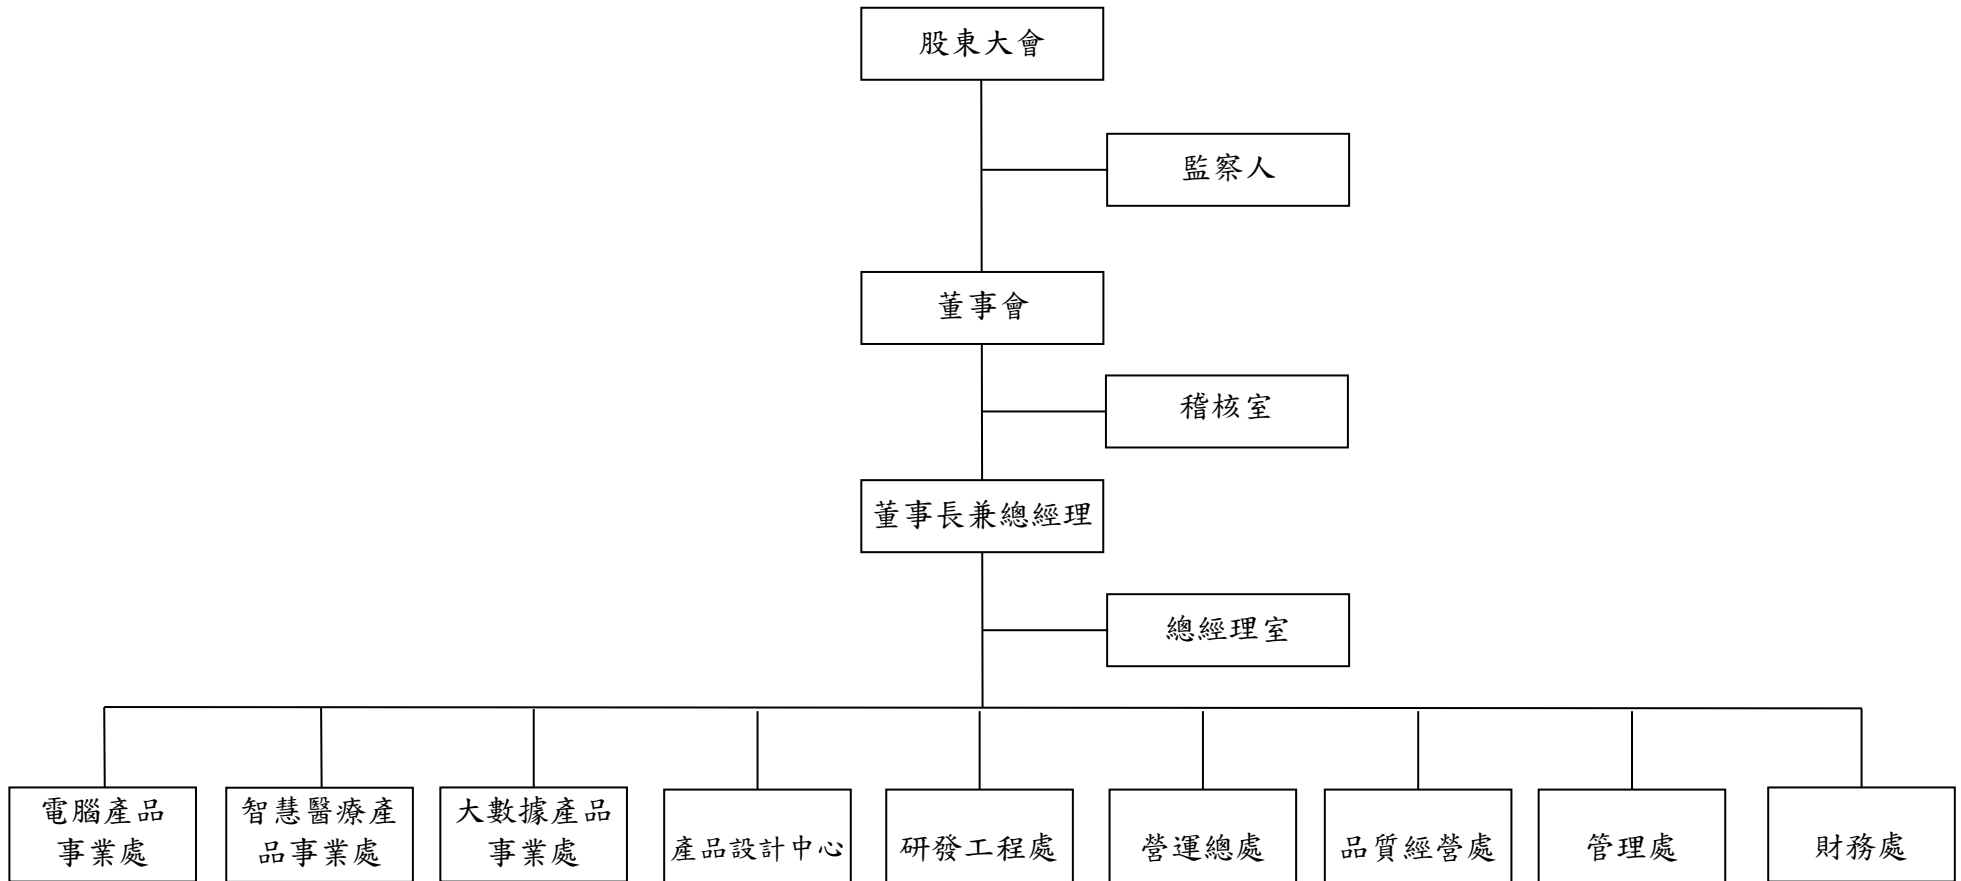 股東大會
監察人
董事會
稽核室
董事長兼總經理
總經理室
電腦產品
事業處
智慧醫療產
品事業處
大數據產品
事業處
產品設計中心
研發工程處
營運總處
品質經營處
管理處
財務處